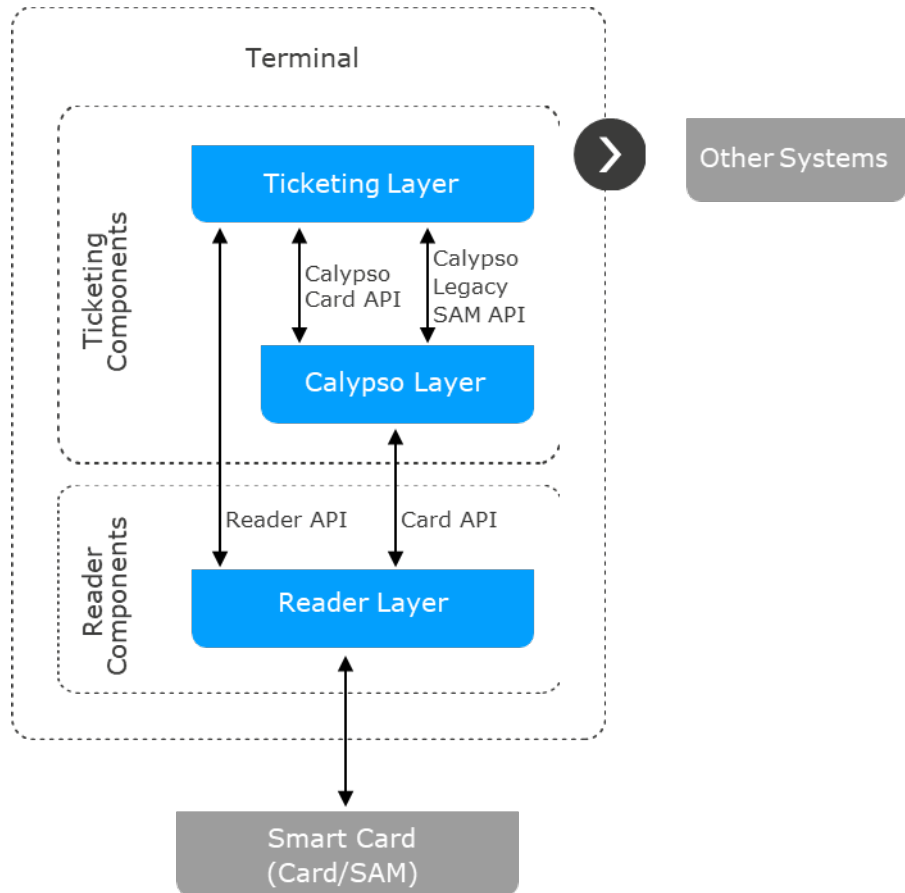 Terminal
Ticketing Components
Ticketing Layer
Other Systems
Calypso
Card API
Calypso
Legacy
SAM API
Calypso Layer
Reader Components
Reader API
Card API
Reader Layer
Smart Card
(Card/SAM)